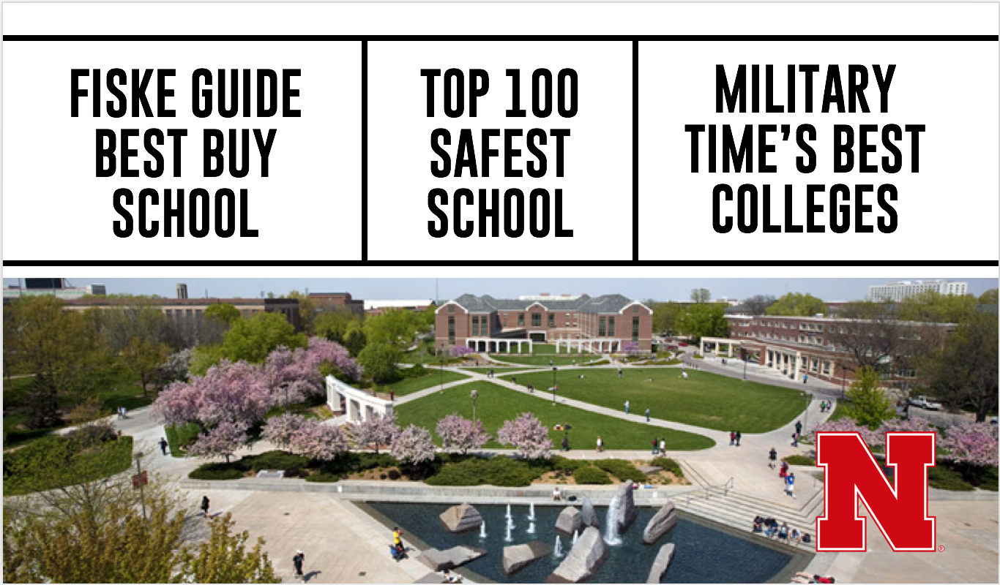 FISKE GUIDE
BEST BUY
SCHOOL
TOP 100
SAFEST
SCHOOL
MILITARY
TIME'S BEST
COLLEGES
N
®